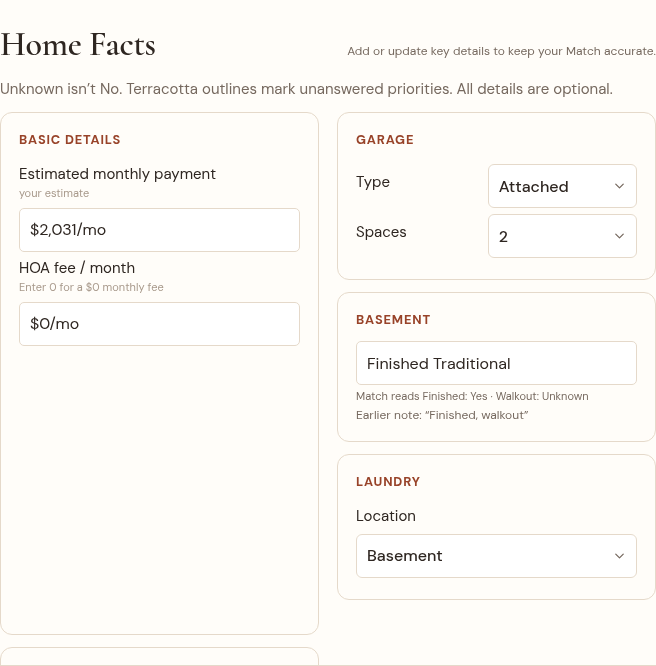 Home Facts
Add or update key details to keep your Match accurate.
Unknown isn’t No. Terracotta outlines mark unanswered priorities. All details are optional.
BASIC DETAILS
Estimated monthly payment
your estimate
$2,031/mo
HOA fee / month
Enter 0 for a $0 monthly fee
$0/mo
GARAGE
Type
Attached
Spaces
2
BASEMENT
Finished Traditional
Match reads Finished: Yes · Walkout: Unknown
Earlier note: “Finished, walkout”
LAUNDRY
Location
Basement